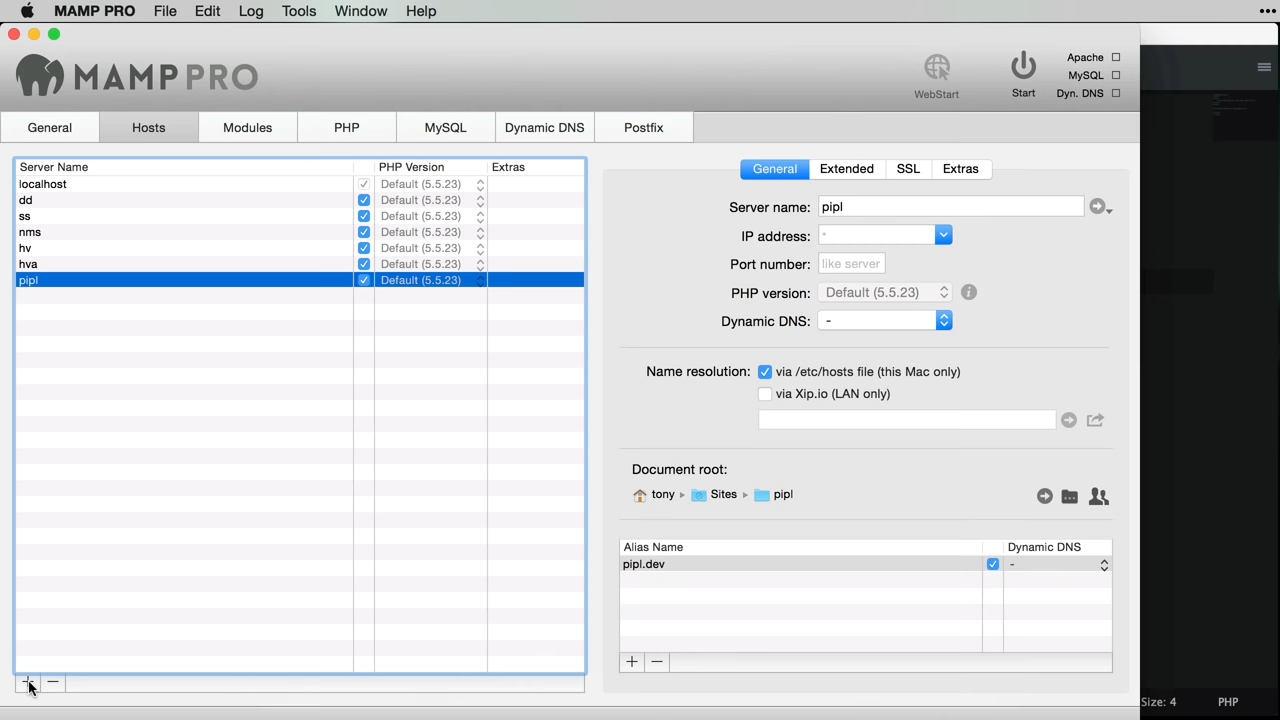 MAMP PRO File Edit Log Tools Window Help
MAMP PRO
WebStart
Start
Apache
MySQL
Dyn. DNS
General Hosts Modules PHP MySQL Dynamic DNS Postfix
Server Name PHP Version Extras
localhost Default (5.5.23)
dd Default (5.5.23)
ss Default (5.5.23)
nms Default (5.5.23)
hv Default (5.5.23)
hva Default (5.5.23)
pipl Default (5.5.23)
General Extended SSL Extras
Server name: pipl
IP address: *
Port number: like server
PHP version: Default (5.5.23)
Dynamic DNS: -
Name resolution: via /etc/hosts file (this Mac only)
via Xip.io (LAN only)
Document root:
tony ▸ Sites ▸ pipl
Alias Name Dynamic DNS
pipl.dev -
Size: 4 PHP